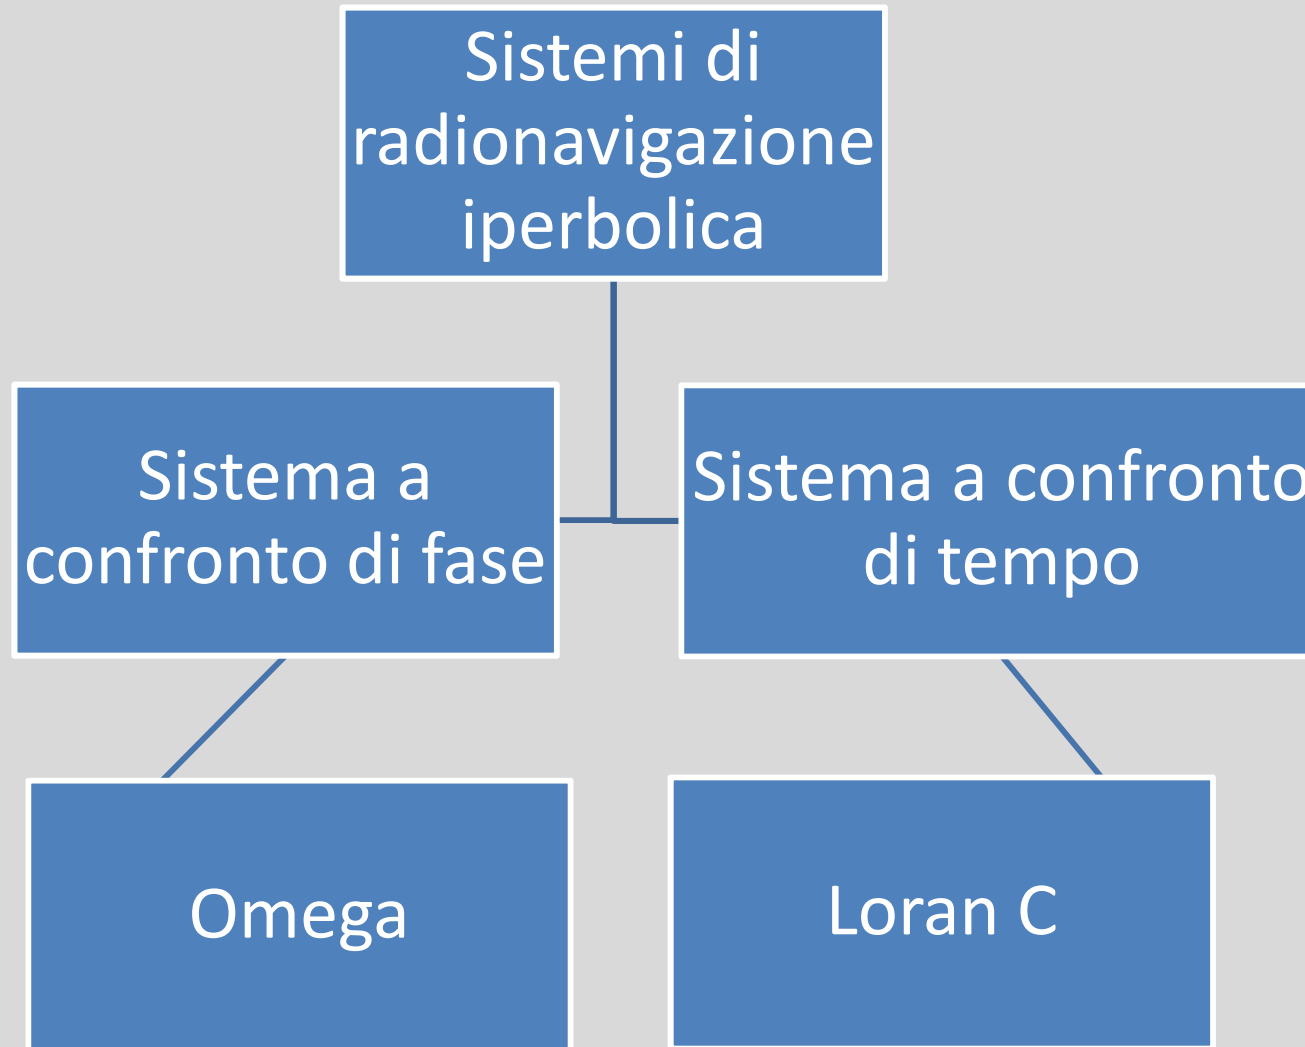 Sistemi di
radionavigazione
iperbolica
Sistema a
confronto di fase
Sistema a confronto
di tempo
Omega
Loran C